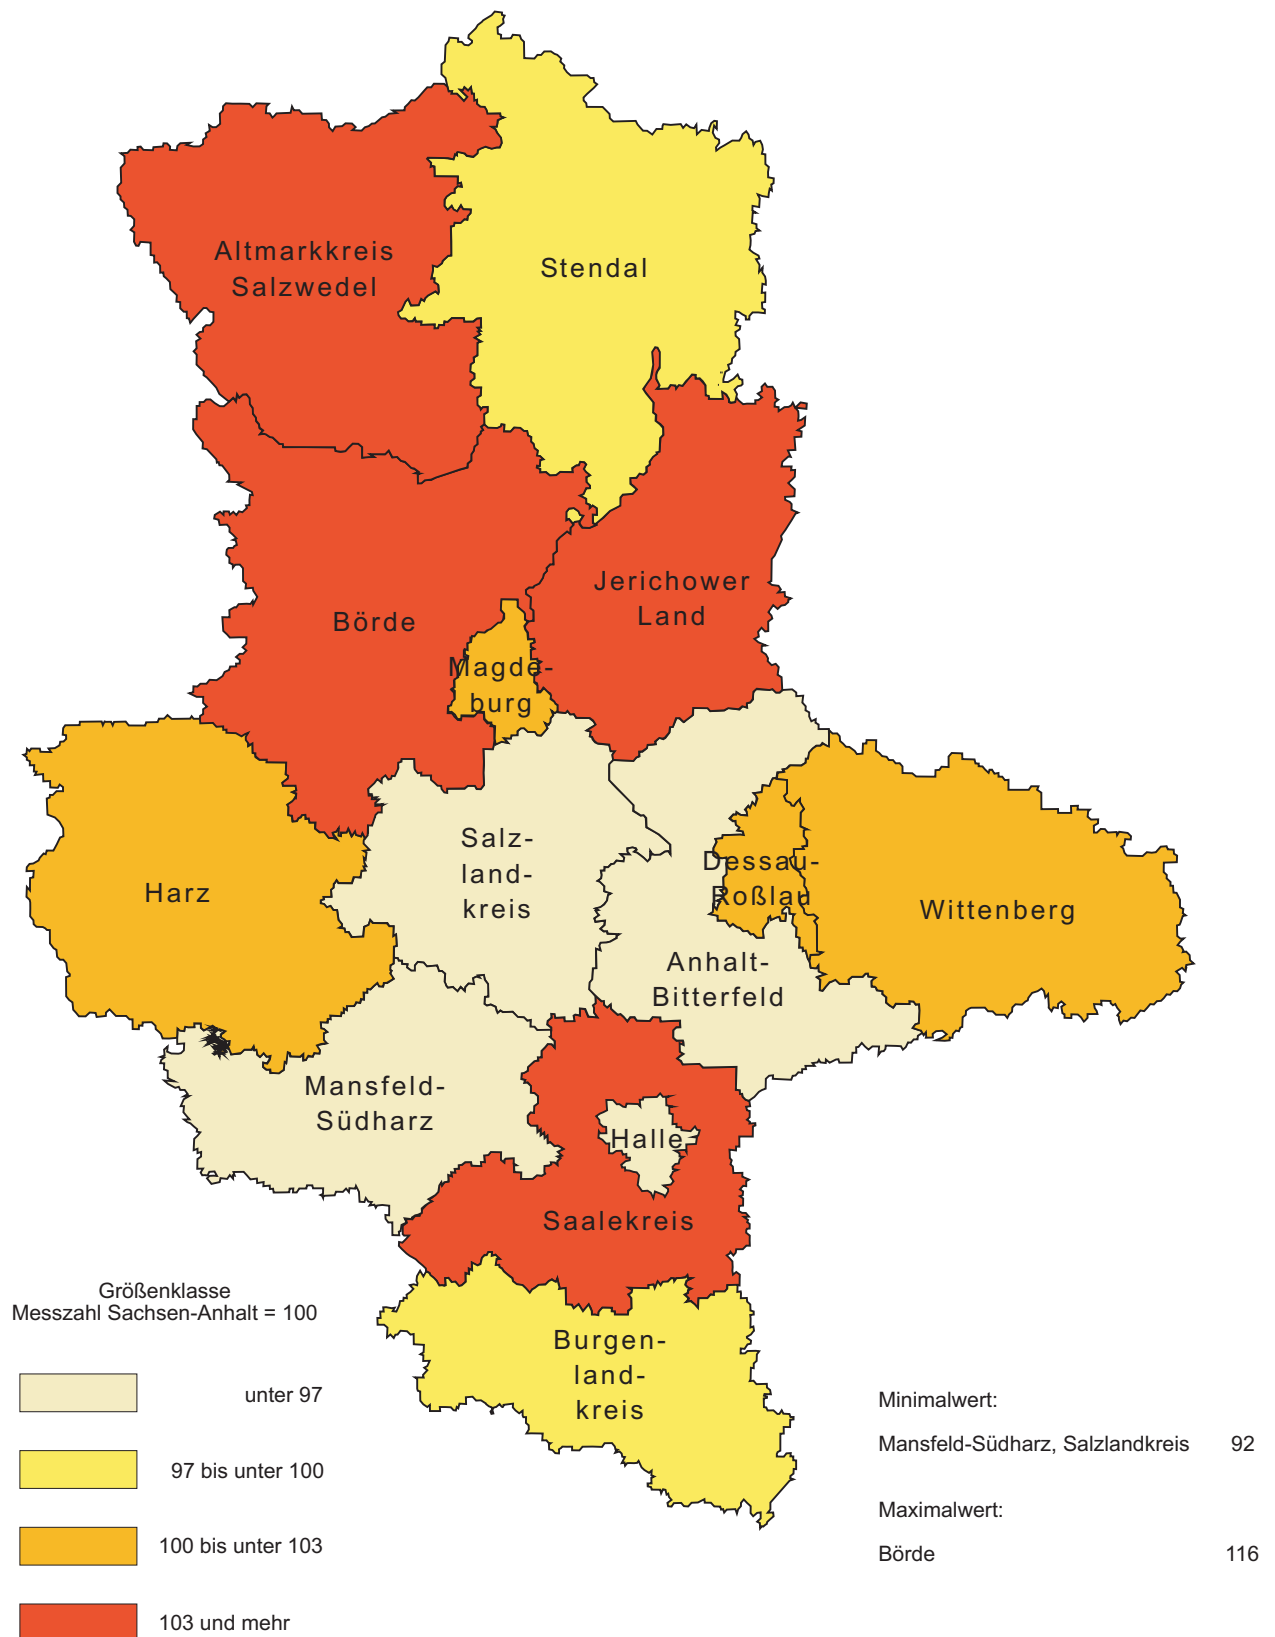 Altmarkkreis
Salzwedel
Stendal
Jerichower
Land
Börde
Magde-
burg
Salz-
land-
kreis
Harz
Dessau-
Roßlau
Wittenberg
Anhalt-
Bitterfeld
Mansfeld-
Südharz
Halle
Saalekreis
Burgen-
land-
kreis
Größenklasse
Messzahl Sachsen-Anhalt = 100
unter 97
97 bis unter 100
100 bis unter 103
103 und mehr
Minimalwert:
Mansfeld-Südharz, Salzlandkreis 92
Maximalwert:
Börde 116